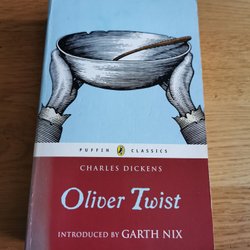 PUFFIN CLASSICS
CHARLES DICKENS
Oliver Twist
INTRODUCED BY GARTH NIX